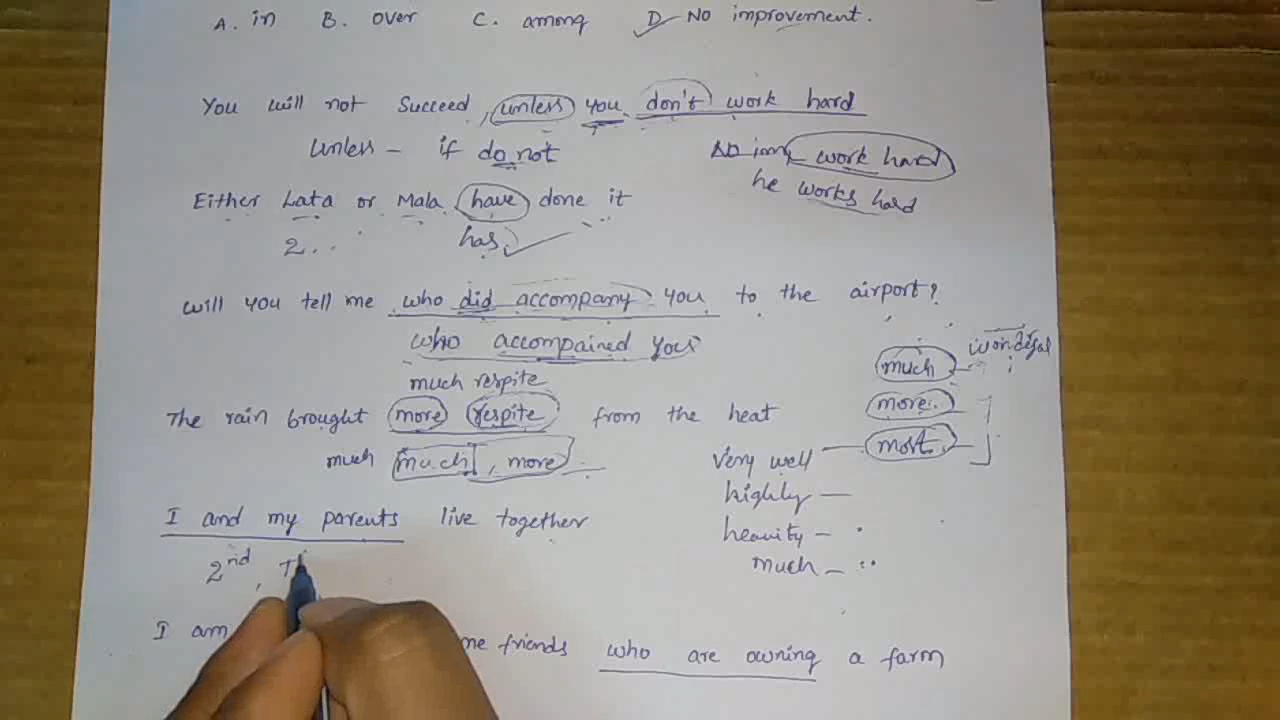 A. in B. over C. among D. No improvement.
You will not Succeed, unless you don't work hard
Unless - if do not
work hard
he works hard
Either Lata or Mala have done it
2..
has
will you tell me who did accompany you to the airport?
who accompained you
wonderful
much
much respite
more
The rain brought more respite from the heat
most
much much, more
very well
highly -
I and my parents live together
heavity -
2nd, T
much -
I am
me friends who are owning a farm